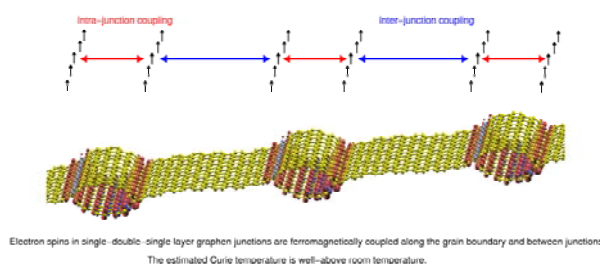 Intra-junction coupling
Inter-junction coupling
Electron spins in single-double-single layer graphen junctions are ferromagnetically coupled along the grain boundary and between junctions
The estimated Curie temperature is well-above room temperature.